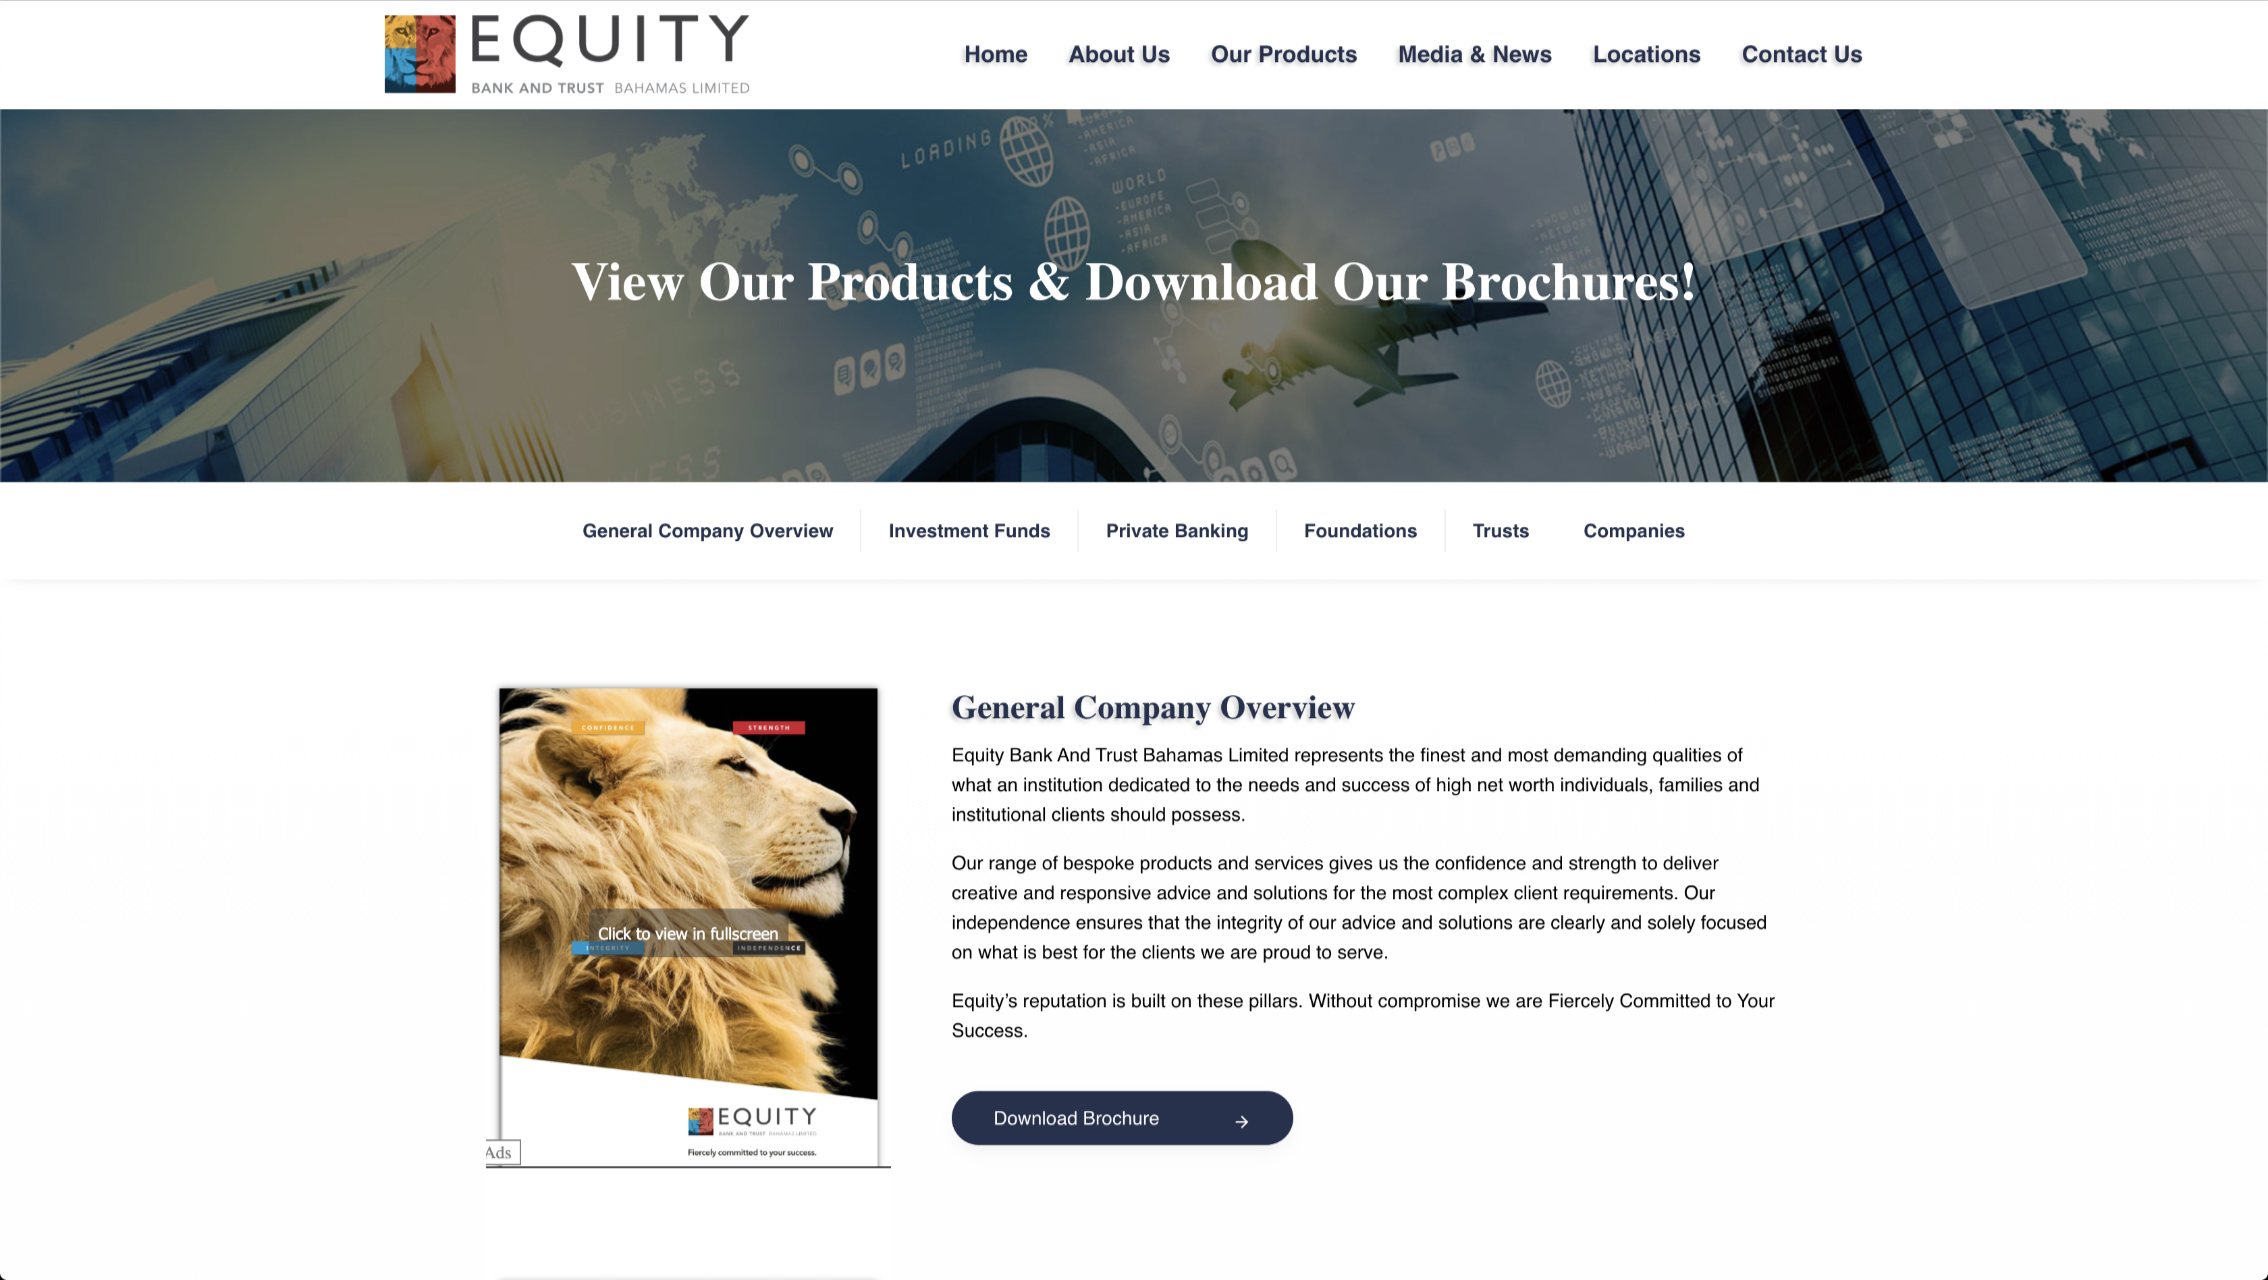 EQUITY
BANK AND TRUST BAHAMAS LIMITED
Home About Us Our Products Media & News Locations Contact Us
LOADING
-AMERICA
-ASIA
-AFRICA
WORLD
-EUROPE
-AMERICA
-ASIA
-AFRICA
View Our Products & Download Our Brochures!
BUSINESS
General Company Overview Investment Funds Private Banking Foundations Trusts Companies
CONFIDENCE STRENGTH
Click to view in fullscreen
INTEGRITY INDEPENDENCE
EQUITY
BANK AND TRUST BAHAMAS LIMITED
Fiercely committed to your success.
Ads
General Company Overview
Equity Bank And Trust Bahamas Limited represents the finest and most demanding qualities of
what an institution dedicated to the needs and success of high net worth individuals, families and
institutional clients should possess.
Our range of bespoke products and services gives us the confidence and strength to deliver
creative and responsive advice and solutions for the most complex client requirements. Our
independence ensures that the integrity of our advice and solutions are clearly and solely focused
on what is best for the clients we are proud to serve.
Equity’s reputation is built on these pillars. Without compromise we are Fiercely Committed to Your
Success.
Download Brochure →